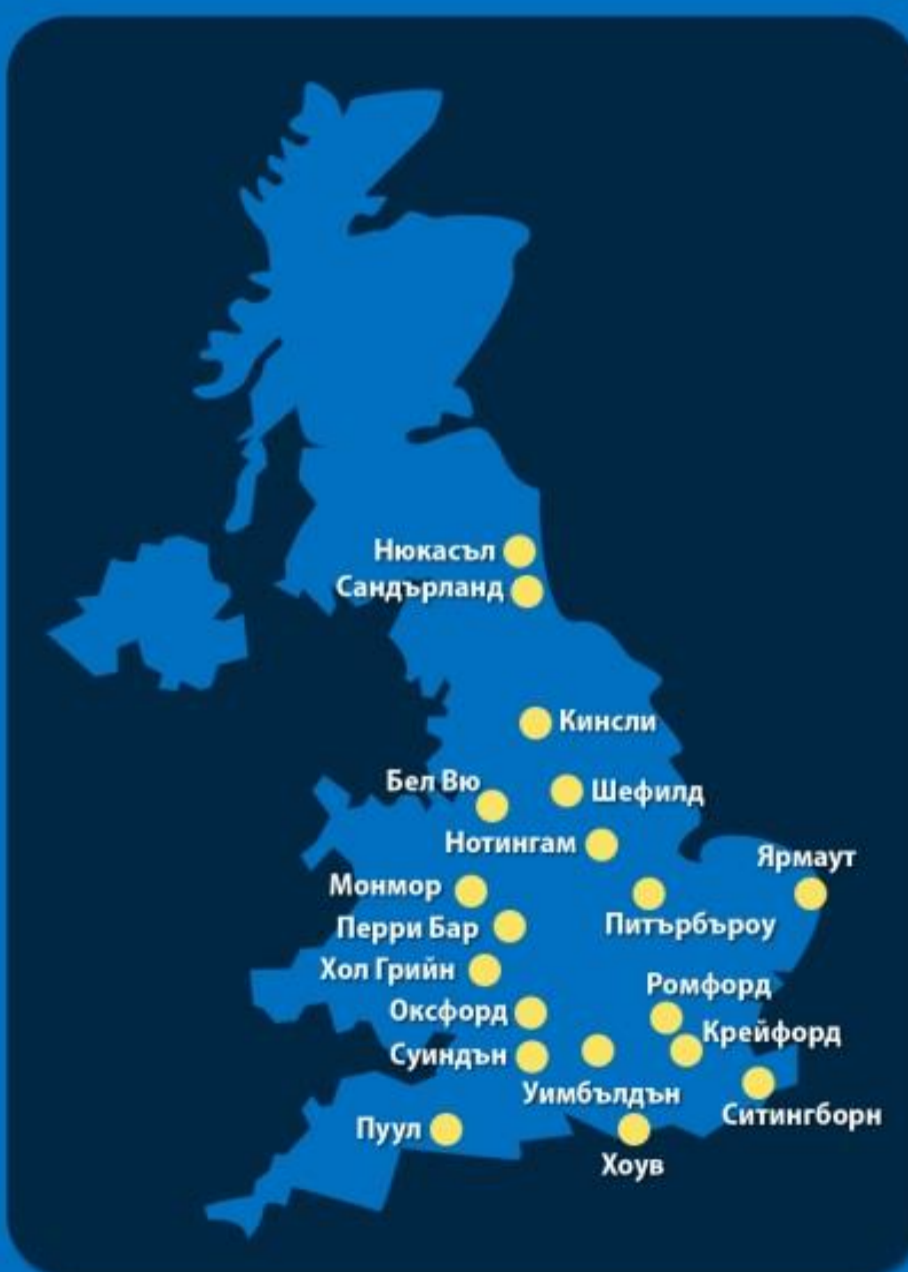 Нюкасъл
Сандърланд
Кинсли
Бел Вю
Шефилд
Нотингам
Ярмаут
Монмор
Питърбъроу
Перри Бар
Хол Грийн
Ромфорд
Оксфорд
Крейфорд
Суиндън
Уимбълдън
Ситингборн
Пуул
Хоув